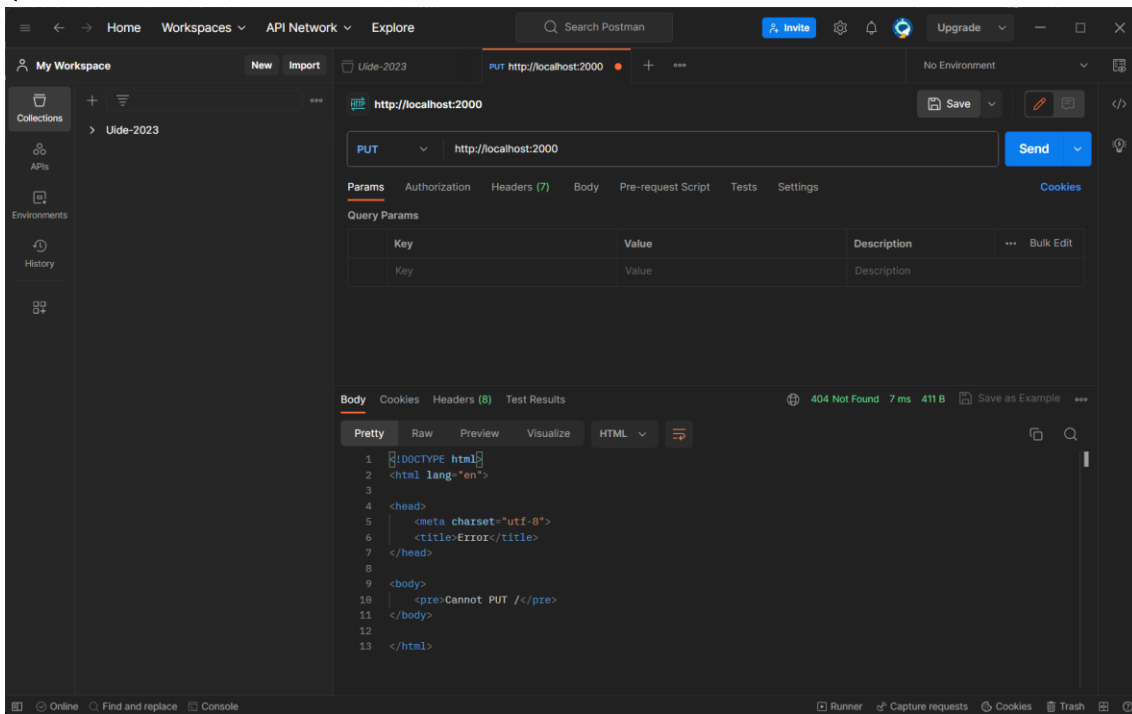 Home Workspaces API Network Explore Search Postman Invite Upgrade
My Workspace New Import Uide-2023 PUT http://localhost:2000 No Environment
Collections
APIs
Environments
History
Uide-2023
HTTP http://localhost:2000 Save
PUT http://localhost:2000 Send
Params Authorization Headers (7) Body Pre-request Script Tests Settings Cookies
Query Params
Key Value Description Bulk Edit
Key Value Description
Body Cookies Headers (8) Test Results 404 Not Found 7 ms 411 B Save as Example
Pretty Raw Preview Visualize HTML
1 <!DOCTYPE html>
2 <html lang="en">
3
4 <head>
5 <meta charset="utf-8">
6 <title>Error</title>
7 </head>
8
9 <body>
10 <pre>Cannot PUT /</pre>
11 </body>
12
13 </html>
Online Find and replace Console Runner Capture requests Cookies Trash